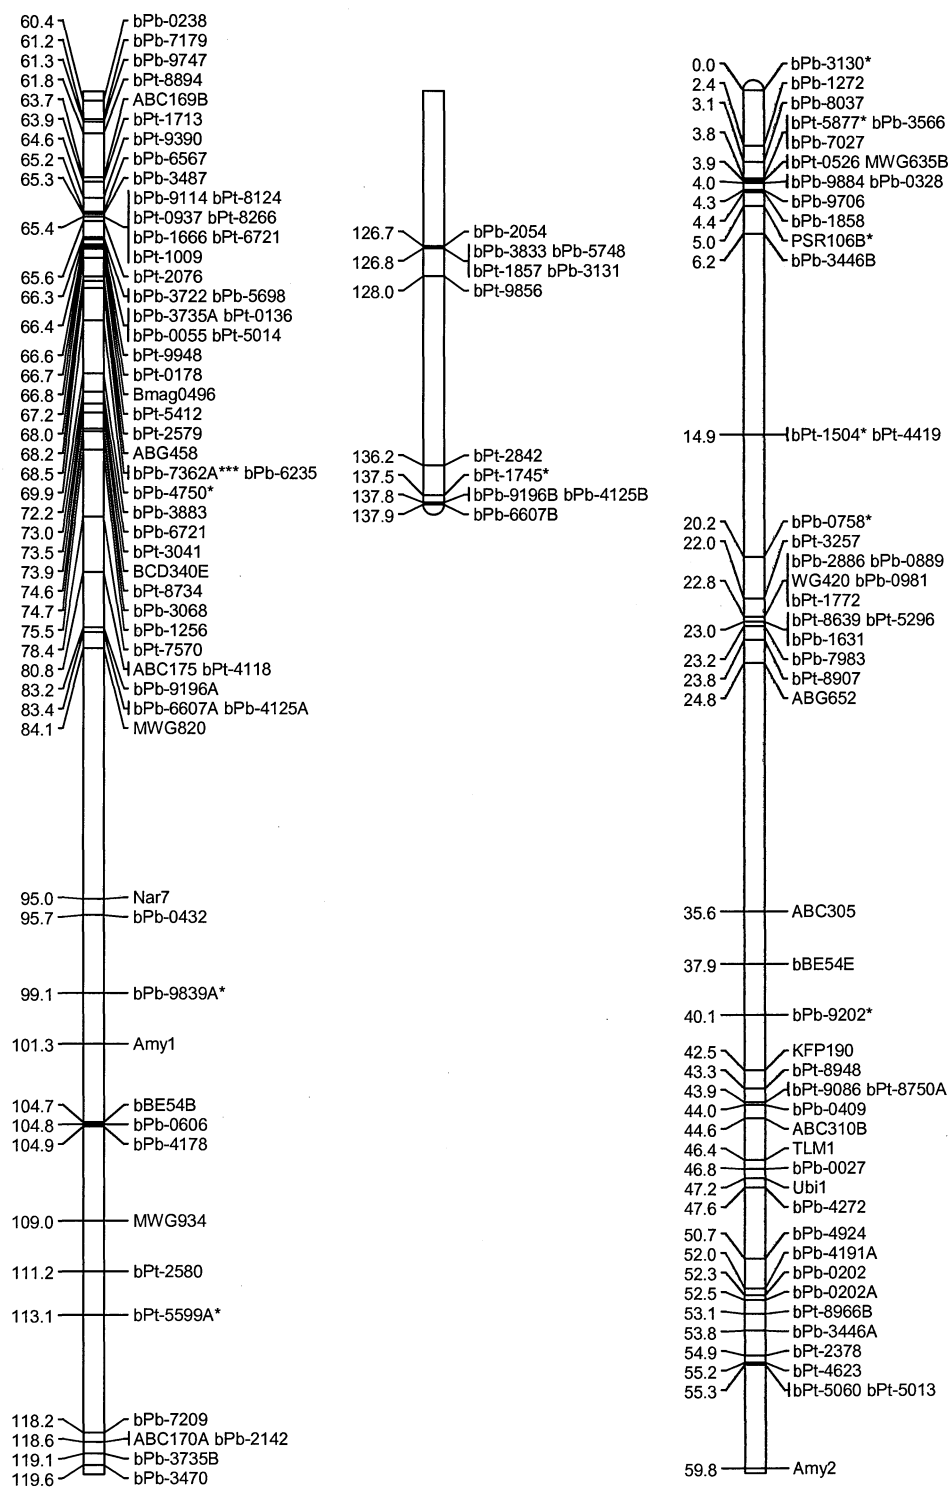 60.4 bPb-0238
61.2 bPb-7179
61.3 bPb-9747
61.8 bPt-8894
63.7 ABC169B
63.9 bPt-1713
64.6 bPt-9390
65.2 bPb-6567
65.3 bPb-3487
bPb-9114 bPt-8124
65.4 bPt-0937 bPt-8266
bPb-1666 bPt-6721
bPt-1009
65.6 bPt-2076
66.3 bPb-3722 bPb-5698
66.4 bPb-3735A bPt-0136
bPb-0055 bPt-5014
66.6 bPt-9948
66.7 bPt-0178
66.8 Bmag0496
67.2 bPt-5412
68.0 bPt-2579
68.2 ABG458
68.5 bPb-7362A*** bPb-6235
69.9 bPb-4750*
72.2 bPb-3883
73.0 bPb-6721
73.5 bPt-3041
73.9 BCD340E
74.6 bPt-8734
74.7 bPb-3068
75.5 bPb-1256
78.4 bPt-7570
80.8 ABC175 bPt-4118
83.2 bPb-9196A
83.4 bPb-6607A bPb-4125A
84.1 MWG820
95.0 Nar7
95.7 bPb-0432
99.1 bPb-9839A*
101.3 Amy1
104.7 bBE54B
104.8 bPb-0606
104.9 bPb-4178
109.0 MWG934
111.2 bPt-2580
113.1 bPt-5599A*
118.2 bPb-7209
118.6 ABC170A bPb-2142
119.1 bPb-3735B
119.6 bPb-3470
126.7 bPb-2054
126.8 bPb-3833 bPb-5748
bPt-1857 bPb-3131
128.0 bPt-9856
136.2 bPt-2842
137.5 bPt-1745*
137.8 bPb-9196B bPb-4125B
137.9 bPb-6607B
0.0 bPb-3130*
2.4 bPb-1272
3.1 bPb-8037
3.8 bPt-5877* bPb-3566
bPb-7027
3.9 bPt-0526 MWG635B
4.0 bPb-9884 bPb-0328
4.3 bPb-9706
4.4 bPb-1858
5.0 PSR106B*
6.2 bPb-3446B
14.9 bPt-1504* bPt-4419
20.2 bPb-0758*
22.0 bPt-3257
bPb-2886 bPb-0889
22.8 WG420 bPb-0981
bPt-1772
23.0 bPt-8639 bPt-5296
bPb-1631
23.2 bPb-7983
23.8 bPt-8907
24.8 ABG652
35.6 ABC305
37.9 bBE54E
40.1 bPb-9202*
42.5 KFP190
43.3 bPt-8948
43.9 bPt-9086 bPt-8750A
44.0 bPb-0409
44.6 ABC310B
46.4 TLM1
46.8 bPb-0027
47.2 Ubi1
47.6 bPb-4272
50.7 bPb-4924
52.0 bPb-4191A
52.3 bPb-0202
52.5 bPb-0202A
53.1 bPt-8966B
53.8 bPb-3446A
54.9 bPt-2378
55.2 bPt-4623
55.3 bPt-5060 bPt-5013
59.8 Amy2